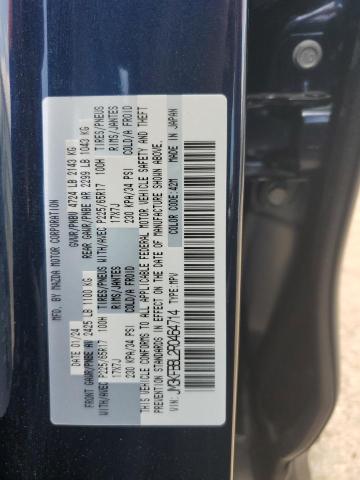 MFD. BY MAZDA MOTOR CORPORATION
DATE 01/24 GVWR/PNBV 4724 LB 2143 KG
FRONT GAWR/PNBE AV 2425 LB 1100 KG REAR GAWR/PNBE AR 2299 LB 1043 KG
WITH/AVEC P225/65R17 100H TIRES/PNEUS WITH/AVEC P225/65R17 100H TIRES/PNEUS
17X7J RIMS/JANTES 17X7J RIMS/JANTES
230 KPA/34 PSI COLD/A FROID 230 KPA/34 PSI COLD/A FROID
THIS VEHICLE CONFORMS TO ALL APPLICABLE FEDERAL MOTOR VEHICLE SAFETY AND THEFT
PREVENTION STANDARDS IN EFFECT ON THE DATE OF MANUFACTURE SHOWN ABOVE.
VIN: TYPE:MPV COLOR CODE: 42M MADE IN JAPAN